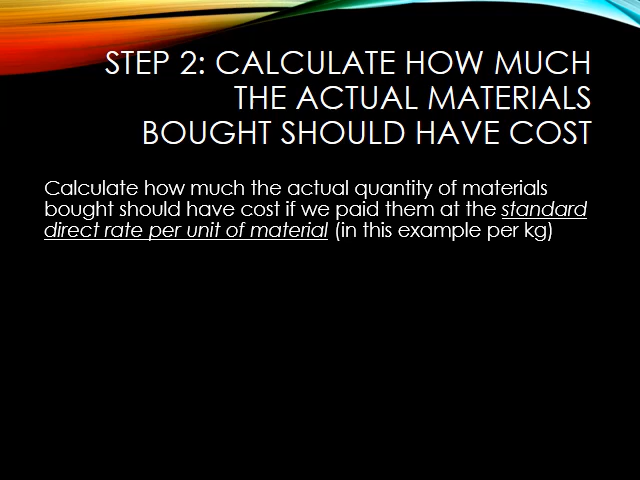 STEP 2: CALCULATE HOW MUCH
THE ACTUAL MATERIALS
BOUGHT SHOULD HAVE COST
Calculate how much the actual quantity of materials
bought should have cost if we paid them at the standard
direct rate per unit of material (in this example per kg)